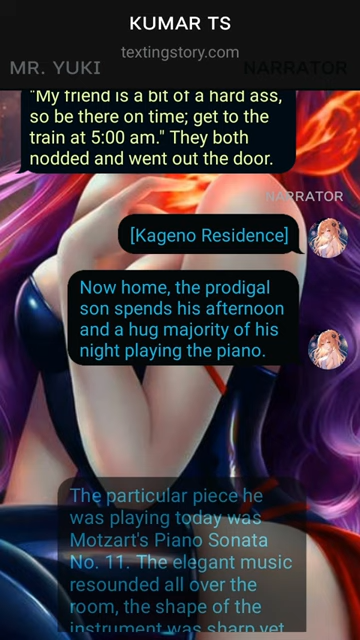 KUMAR TS
textingstory.com
MR. YUKI
NARRATOR
"My friend is a bit of a hard ass,
so be there on time; get to the
train at 5:00 am." They both
nodded and went out the door.
NARRATOR
[Kageno Residence]
Now home, the prodigal
son spends his afternoon
and a hug majority of his
night playing the piano.
The particular piece he
was playing today was
Motzart's Piano Sonata
No. 11. The elegant music
resounded all over the
room, the shape of the
instrument was sharp yet